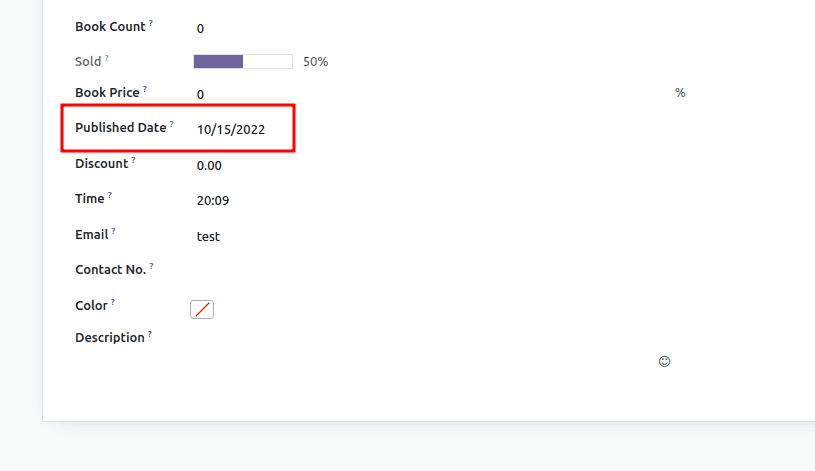 Book Count ? 0
Sold ? 50%
Book Price ? 0 %
Published Date ? 10/15/2022
Discount ? 0.00
Time ? 20:09
Email ? test
Contact No. ?
Color ?
Description ?